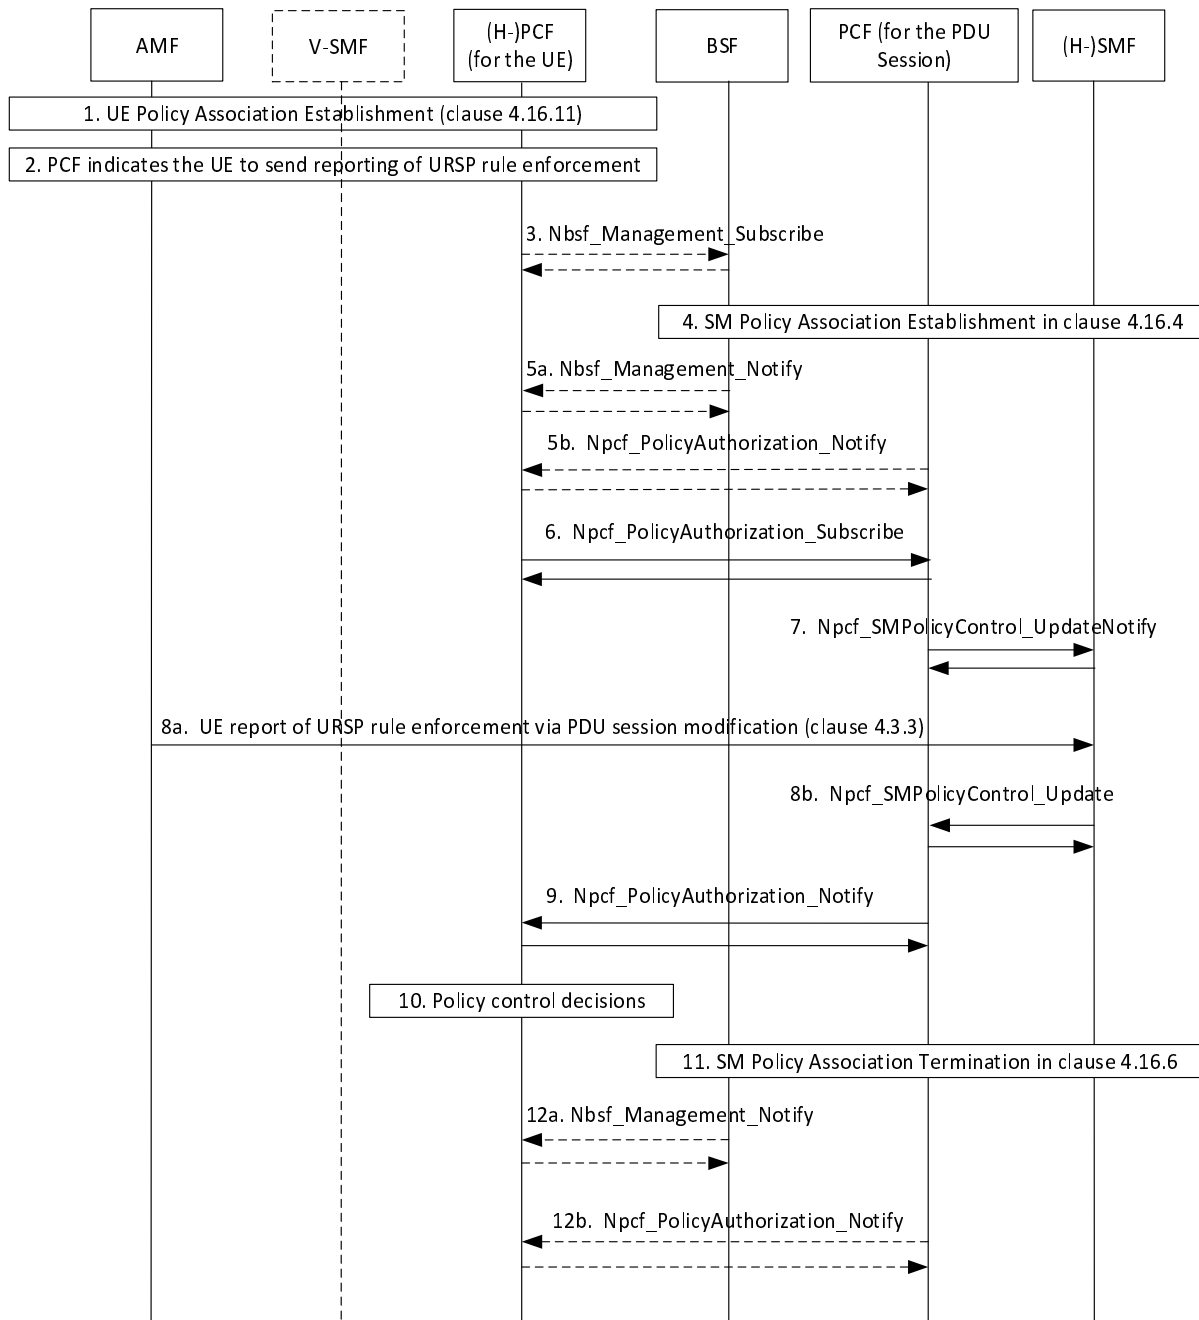 AMF
V-SMF
(H-)PCF
(for the UE)
BSF
PCF (for the PDU
Session)
(H-)SMF
1. UE Policy Association Establishment (clause 4.16.11)
2. PCF indicates the UE to send reporting of URSP rule enforcement
3. Nbsf_Management_Subscribe
4. SM Policy Association Establishment in clause 4.16.4
5a. Nbsf_Management_Notify
5b. Npcf_PolicyAuthorization_Notify
6. Npcf_PolicyAuthorization_Subscribe
7. Npcf_SMPolicyControl_UpdateNotify
8a. UE report of URSP rule enforcement via PDU session modification (clause 4.3.3)
8b. Npcf_SMPolicyControl_Update
9. Npcf_PolicyAuthorization_Notify
10. Policy control decisions
11. SM Policy Association Termination in clause 4.16.6
12a. Nbsf_Management_Notify
12b. Npcf_PolicyAuthorization_Notify